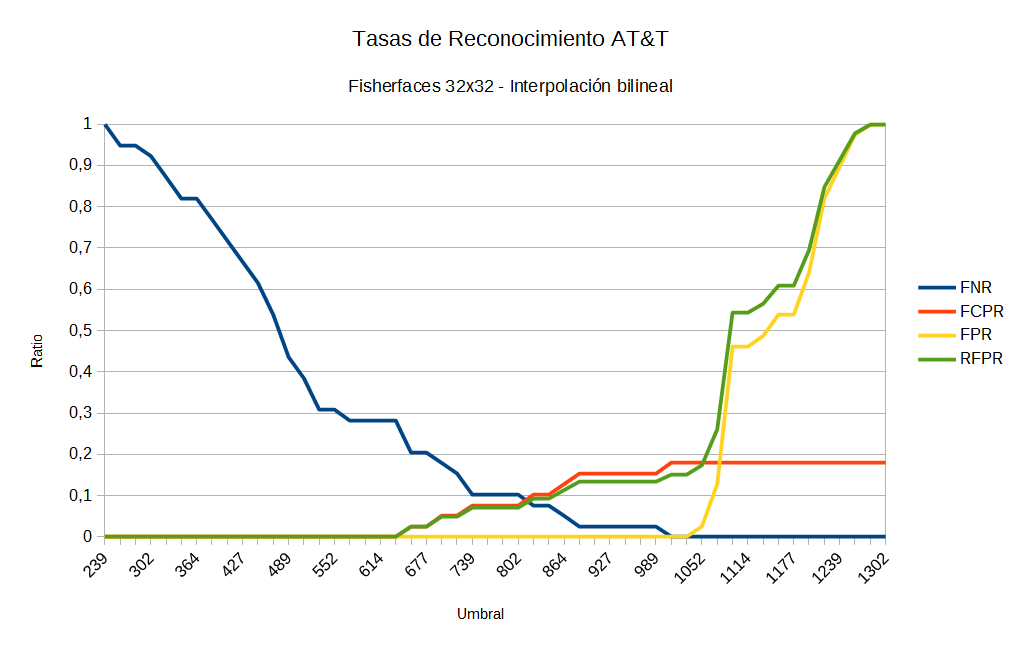 Tasas de Reconocimiento AT&T
Fisherfaces 32x32 - Interpolación bilineal
1
0,9
0,8
0,7
0,6
0,5
0,4
0,3
0,2
0,1
0
Ratio
239 302 364 427 489 552 614 677 739 802 864 927 989 1052 1114 1177 1239 1302
Umbral
FNR
FCPR
FPR
RFPR